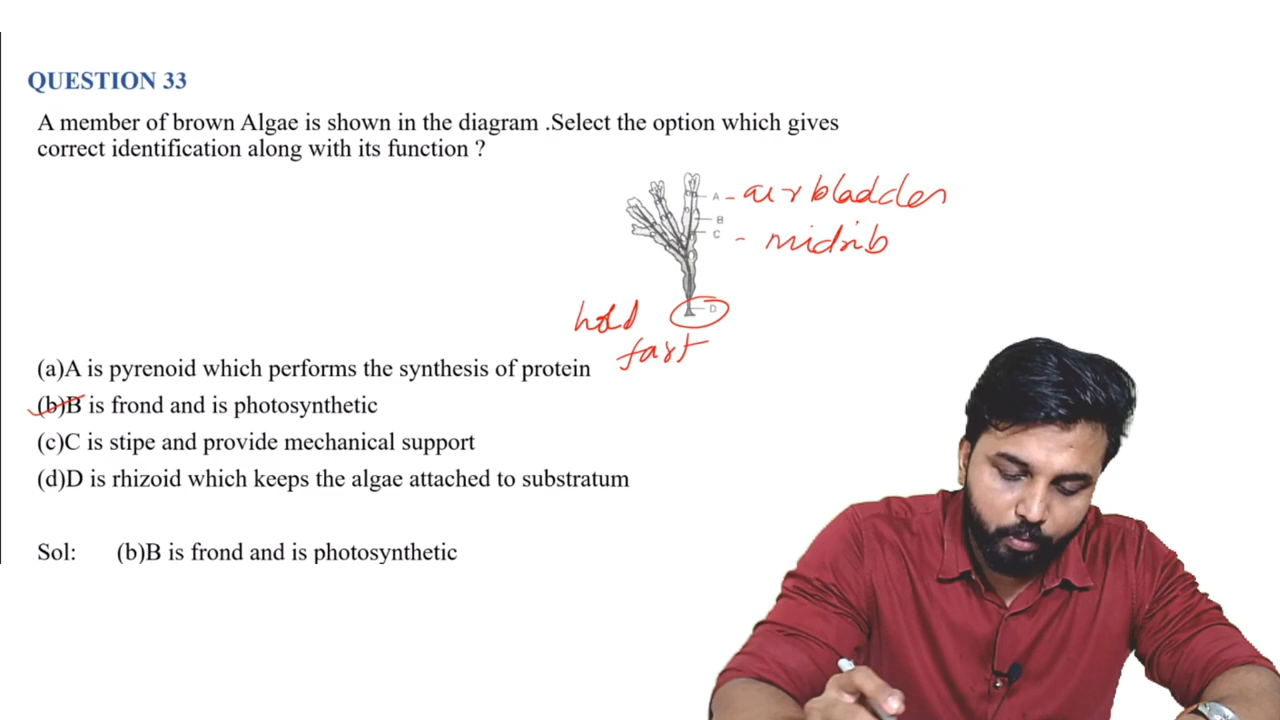 QUESTION 33
A member of brown Algae is shown in the diagram .Select the option which gives
correct identification along with its function ?
A - air bladder
B
C - midrib
D
hold
fast
(a)A is pyrenoid which performs the synthesis of protein
(b)B is frond and is photosynthetic
(c)C is stipe and provide mechanical support
(d)D is rhizoid which keeps the algae attached to substratum
Sol: (b)B is frond and is photosynthetic